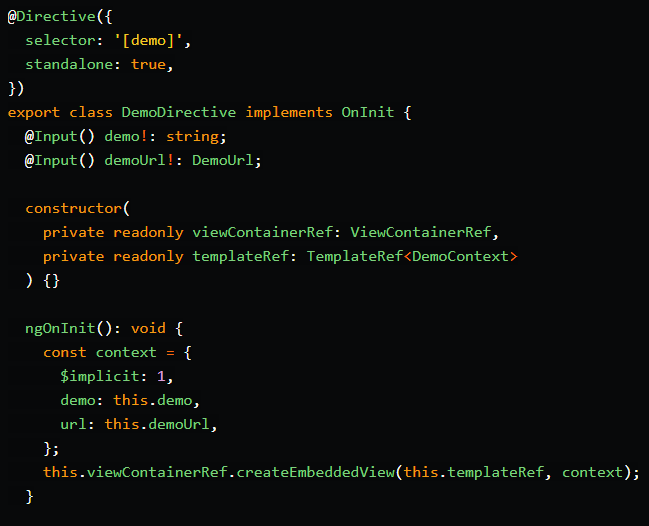 @Directive({
  selector: '[demo]',
  standalone: true,
})
export class DemoDirective implements OnInit {
  @Input() demo!: string;
  @Input() demoUrl!: DemoUrl;

  constructor(
    private readonly viewContainerRef: ViewContainerRef,
    private readonly templateRef: TemplateRef<DemoContext>
  ) {}

  ngOnInit(): void {
    const context = {
      $implicit: 1,
      demo: this.demo,
      url: this.demoUrl,
    };
    this.viewContainerRef.createEmbeddedView(this.templateRef, context);
  }